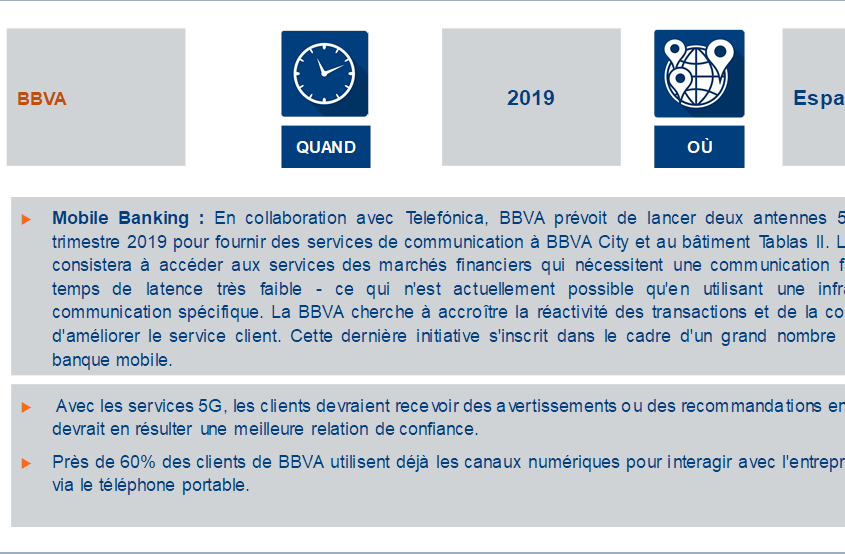 BBVA
QUAND
2019
OÙ
Espa
Mobile Banking : En collaboration avec Telefónica, BBVA prévoit de lancer deux antennes 5
trimestre 2019 pour fournir des services de communication à BBVA City et au bâtiment Tablas II. L
consistera à accéder aux services des marchés financiers qui nécessitent une communication f
temps de latence très faible - ce qui n'est actuellement possible qu'en utilisant une infra
communication spécifique. La BBVA cherche à accroître la réactivité des transactions et de la co
d'améliorer le service client. Cette dernière initiative s'inscrit dans le cadre d'un grand nombre
banque mobile.
Avec les services 5G, les clients devraient recevoir des avertissements ou des recommandations en
devrait en résulter une meilleure relation de confiance.
Près de 60% des clients de BBVA utilisent déjà les canaux numériques pour interagir avec l'entrepr
via le téléphone portable.